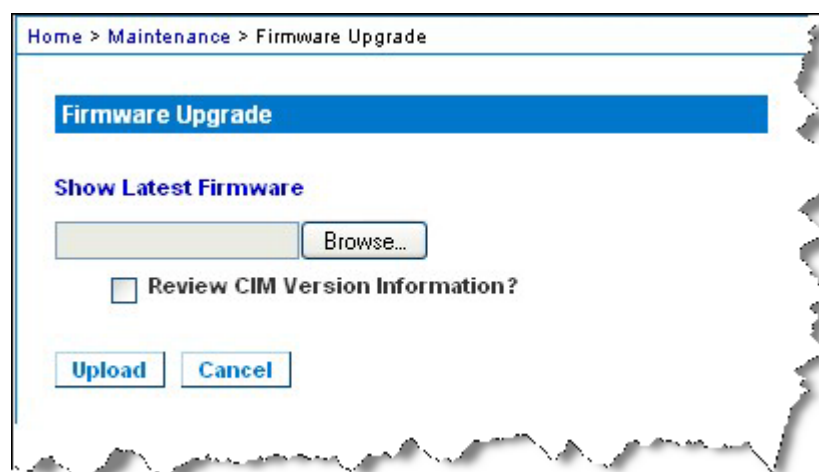 Home > Maintenance > Firmware Upgrade
Firmware Upgrade
Show Latest Firmware
Browse...
Review CIM Version Information?
Upload Cancel